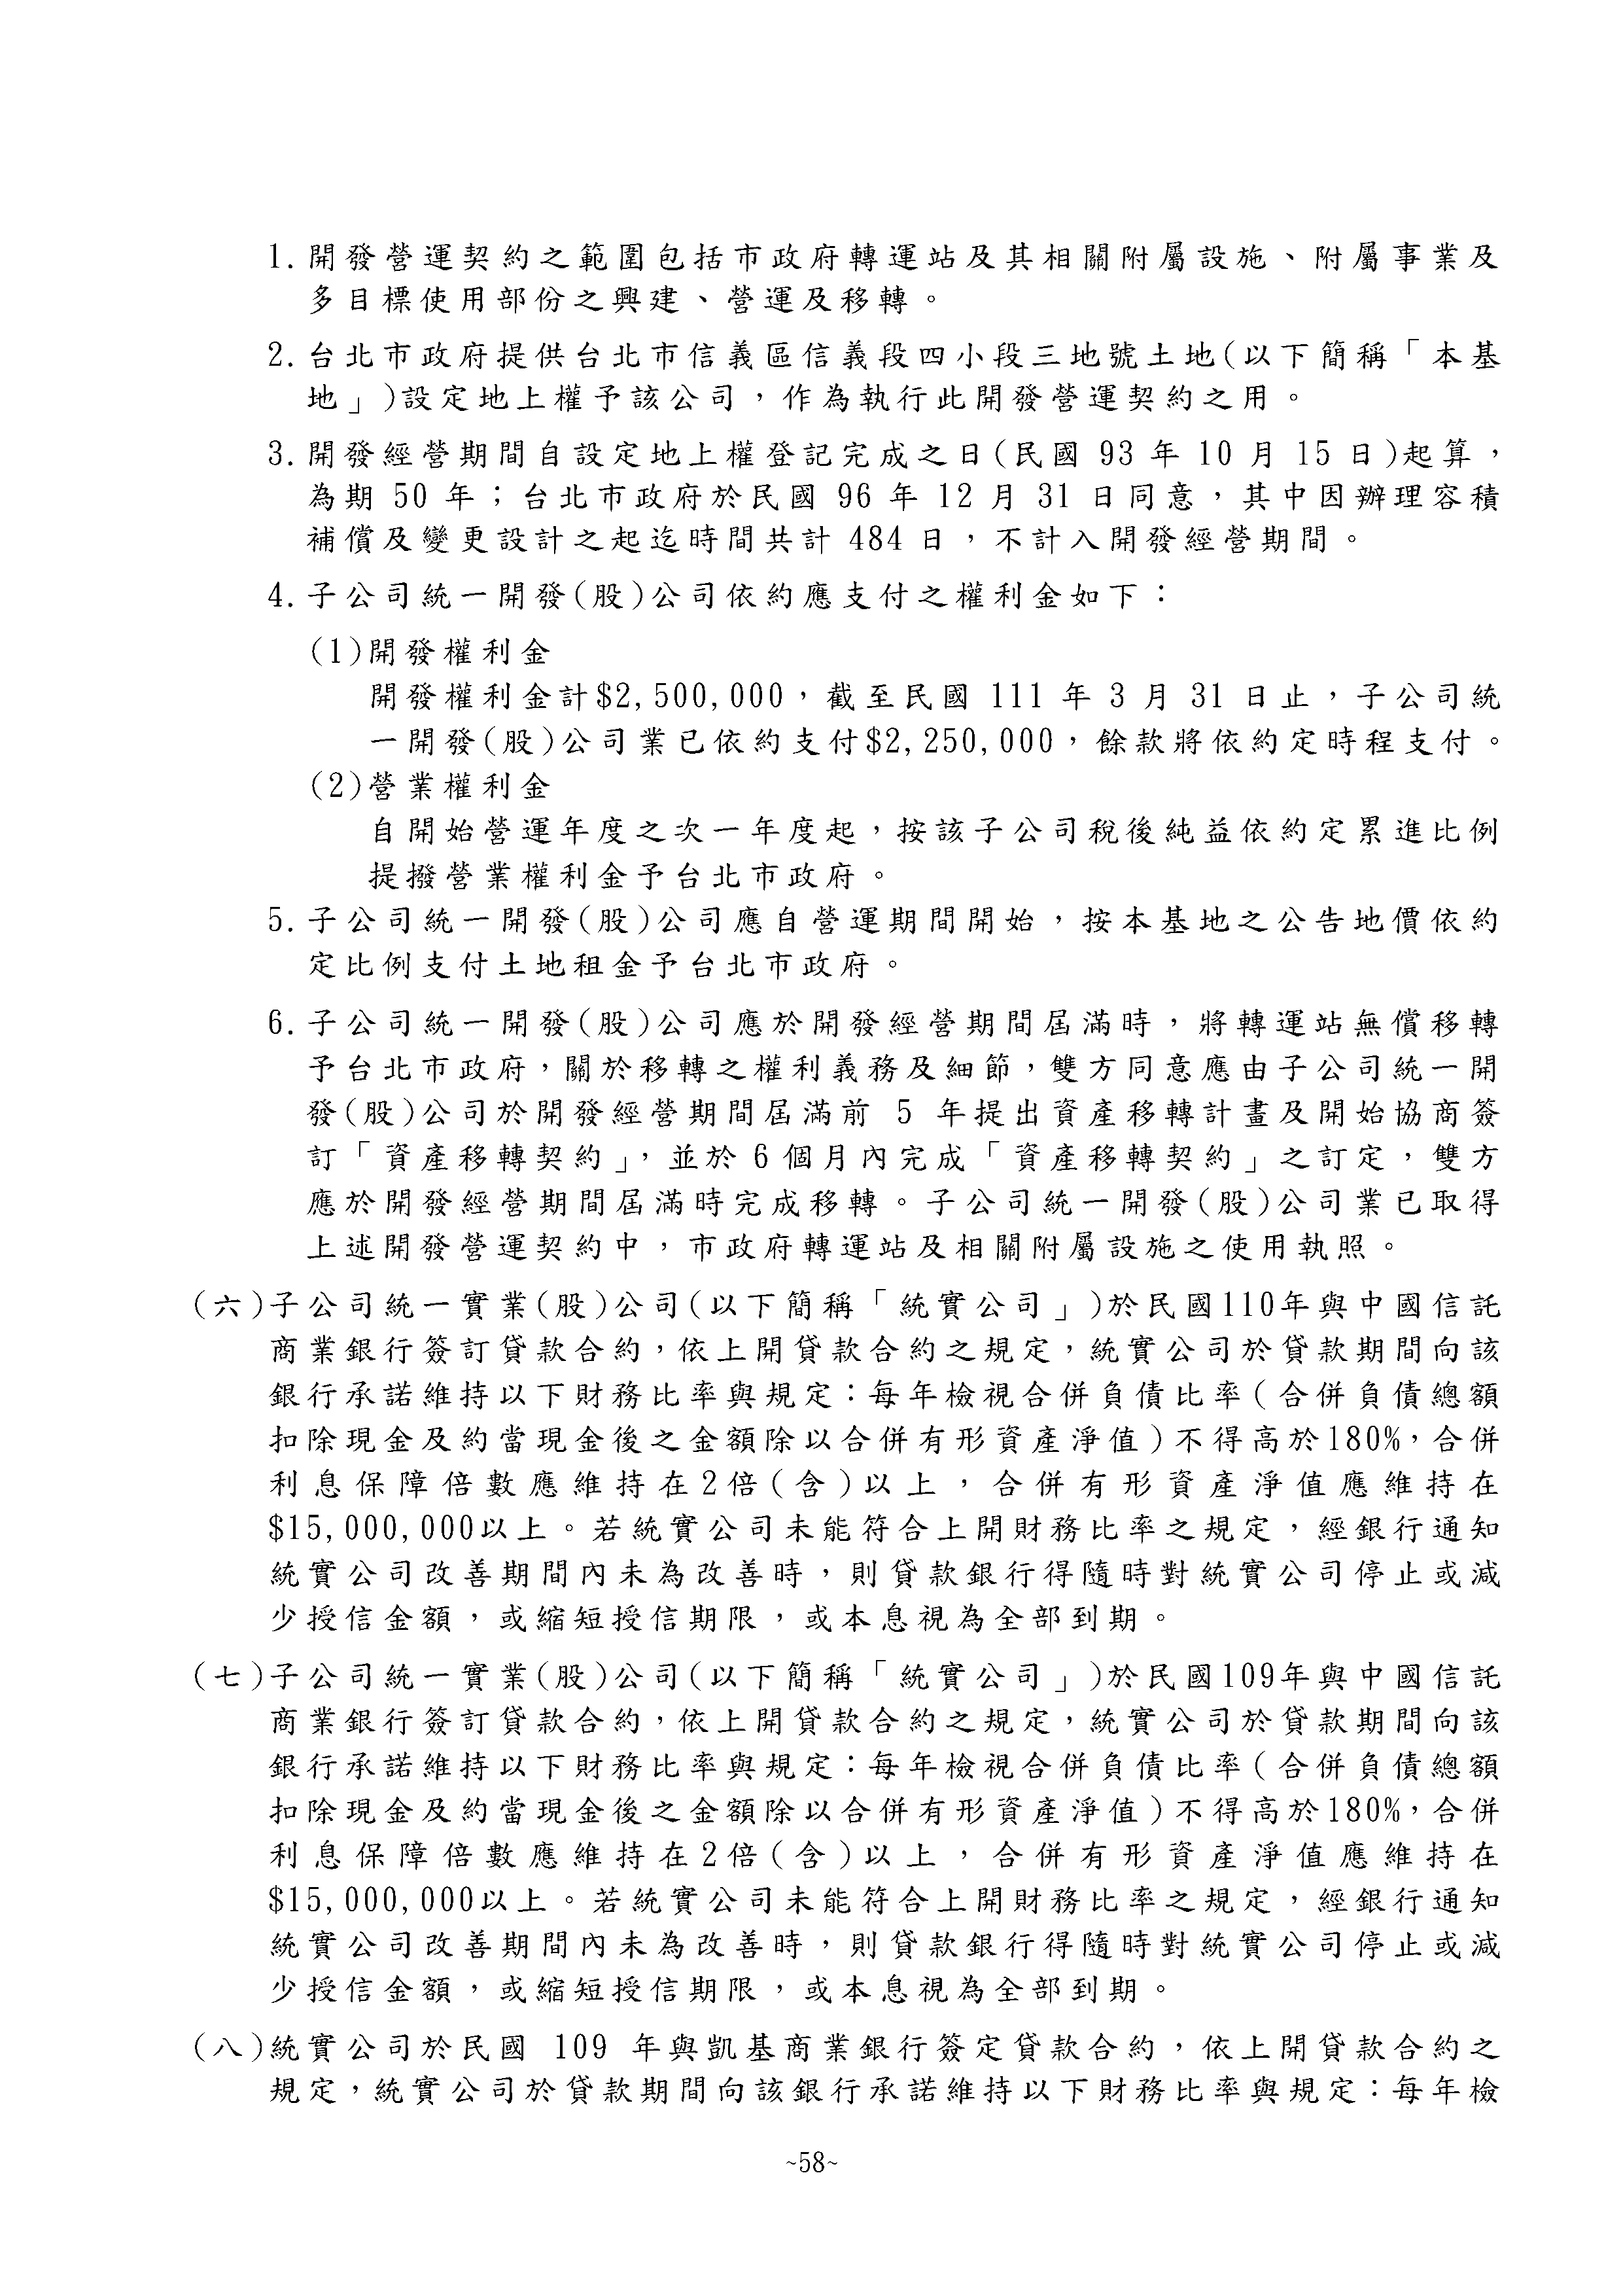 1.開發營運契約之範圍包括市政府轉運站及其相關附屬設施、附屬事業及
多目標使用部份之興建、營運及移轉。
2.台北市政府提供台北市信義區信義段四小段三地號土地(以下簡稱「本基
地」)設定地上權予該公司，作為執行此開發營運契約之用。
3.開發經營期間自設定地上權登記完成之日(民國 93 年 10 月 15 日)起算，
為期 50 年；台北市政府於民國 96 年 12 月 31 日同意，其中因辦理容積
補償及變更設計之起迄時間共計 484 日，不計入開發經營期間。
4.子公司統一開發(股)公司依約應支付之權利金如下：
(1)開發權利金
開發權利金計$2,500,000，截至民國 111 年 3 月 31 日止，子公司統
一開發(股)公司業已依約支付$2,250,000，餘款將依約定時程支付。
(2)營業權利金
自開始營運年度之次一年度起，按該子公司稅後純益依約定累進比例
提撥營業權利金予台北市政府。
5.子公司統一開發(股)公司應自營運期間開始，按本基地之公告地價依約
定比例支付土地租金予台北市政府。
6.子公司統一開發(股)公司應於開發經營期間屆滿時，將轉運站無償移轉
予台北市政府，關於移轉之權利義務及細節，雙方同意應由子公司統一開
發(股)公司於開發經營期間屆滿前 5 年提出資產移轉計畫及開始協商簽
訂「資產移轉契約」，並於 6 個月內完成「資產移轉契約」之訂定，雙方
應於開發經營期間屆滿時完成移轉。子公司統一開發(股)公司業已取得
上述開發營運契約中，市政府轉運站及相關附屬設施之使用執照。
(六)子公司統一實業(股)公司(以下簡稱「統實公司」)於民國110年與中國信託
商業銀行簽訂貸款合約，依上開貸款合約之規定，統實公司於貸款期間向該
銀行承諾維持以下財務比率與規定：每年檢視合併負債比率(合併負債總額
扣除現金及約當現金後之金額除以合併有形資產淨值)不得高於180%，合併
利息保障倍數應維持在2倍(含)以上，合併有形資產淨值應維持在
$15,000,000以上。若統實公司未能符合上開財務比率之規定，經銀行通知
統實公司改善期間內未為改善時，則貸款銀行得隨時對統實公司停止或減
少授信金額，或縮短授信期限，或本息視為全部到期。
(七)子公司統一實業(股)公司(以下簡稱「統實公司」)於民國109年與中國信託
商業銀行簽訂貸款合約，依上開貸款合約之規定，統實公司於貸款期間向該
銀行承諾維持以下財務比率與規定：每年檢視合併負債比率(合併負債總額
扣除現金及約當現金後之金額除以合併有形資產淨值)不得高於180%，合併
利息保障倍數應維持在2倍(含)以上，合併有形資產淨值應維持在
$15,000,000以上。若統實公司未能符合上開財務比率之規定，經銀行通知
統實公司改善期間內未為改善時，則貸款銀行得隨時對統實公司停止或減
少授信金額，或縮短授信期限，或本息視為全部到期。
(八)統實公司於民國 109 年與凱基商業銀行簽定貸款合約，依上開貸款合約之
規定，統實公司於貸款期間向該銀行承諾維持以下財務比率與規定：每年檢
~58~